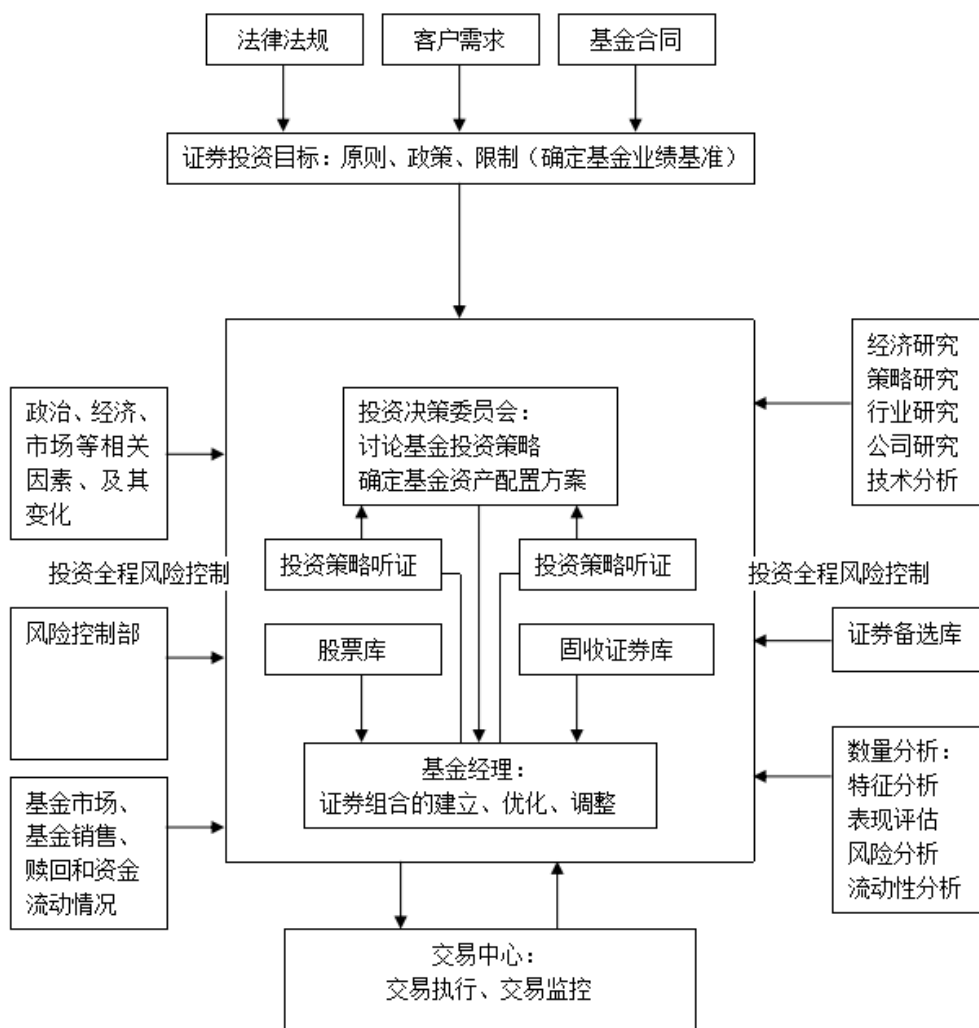 法律法规
客户需求
基金合同
证券投资目标：原则、政策、限制（确定基金业绩基准）
经济研究
策略研究
行业研究
公司研究
技术分析
政治、经济、
市场等相关
因素、及其
变化
投资决策委员会：
讨论基金投资策略
确定基金资产配置方案
投资策略听证
投资策略听证
投资全程风险控制
投资全程风险控制
风险控制部
股票库
固收证券库
证券备选库
基金经理：
证券组合的建立、优化、调整
数量分析：
特征分析
表现评估
风险分析
流动性分析
基金市场、
基金销售、
赎回和资金
流动情况
交易中心：
交易执行、交易监控